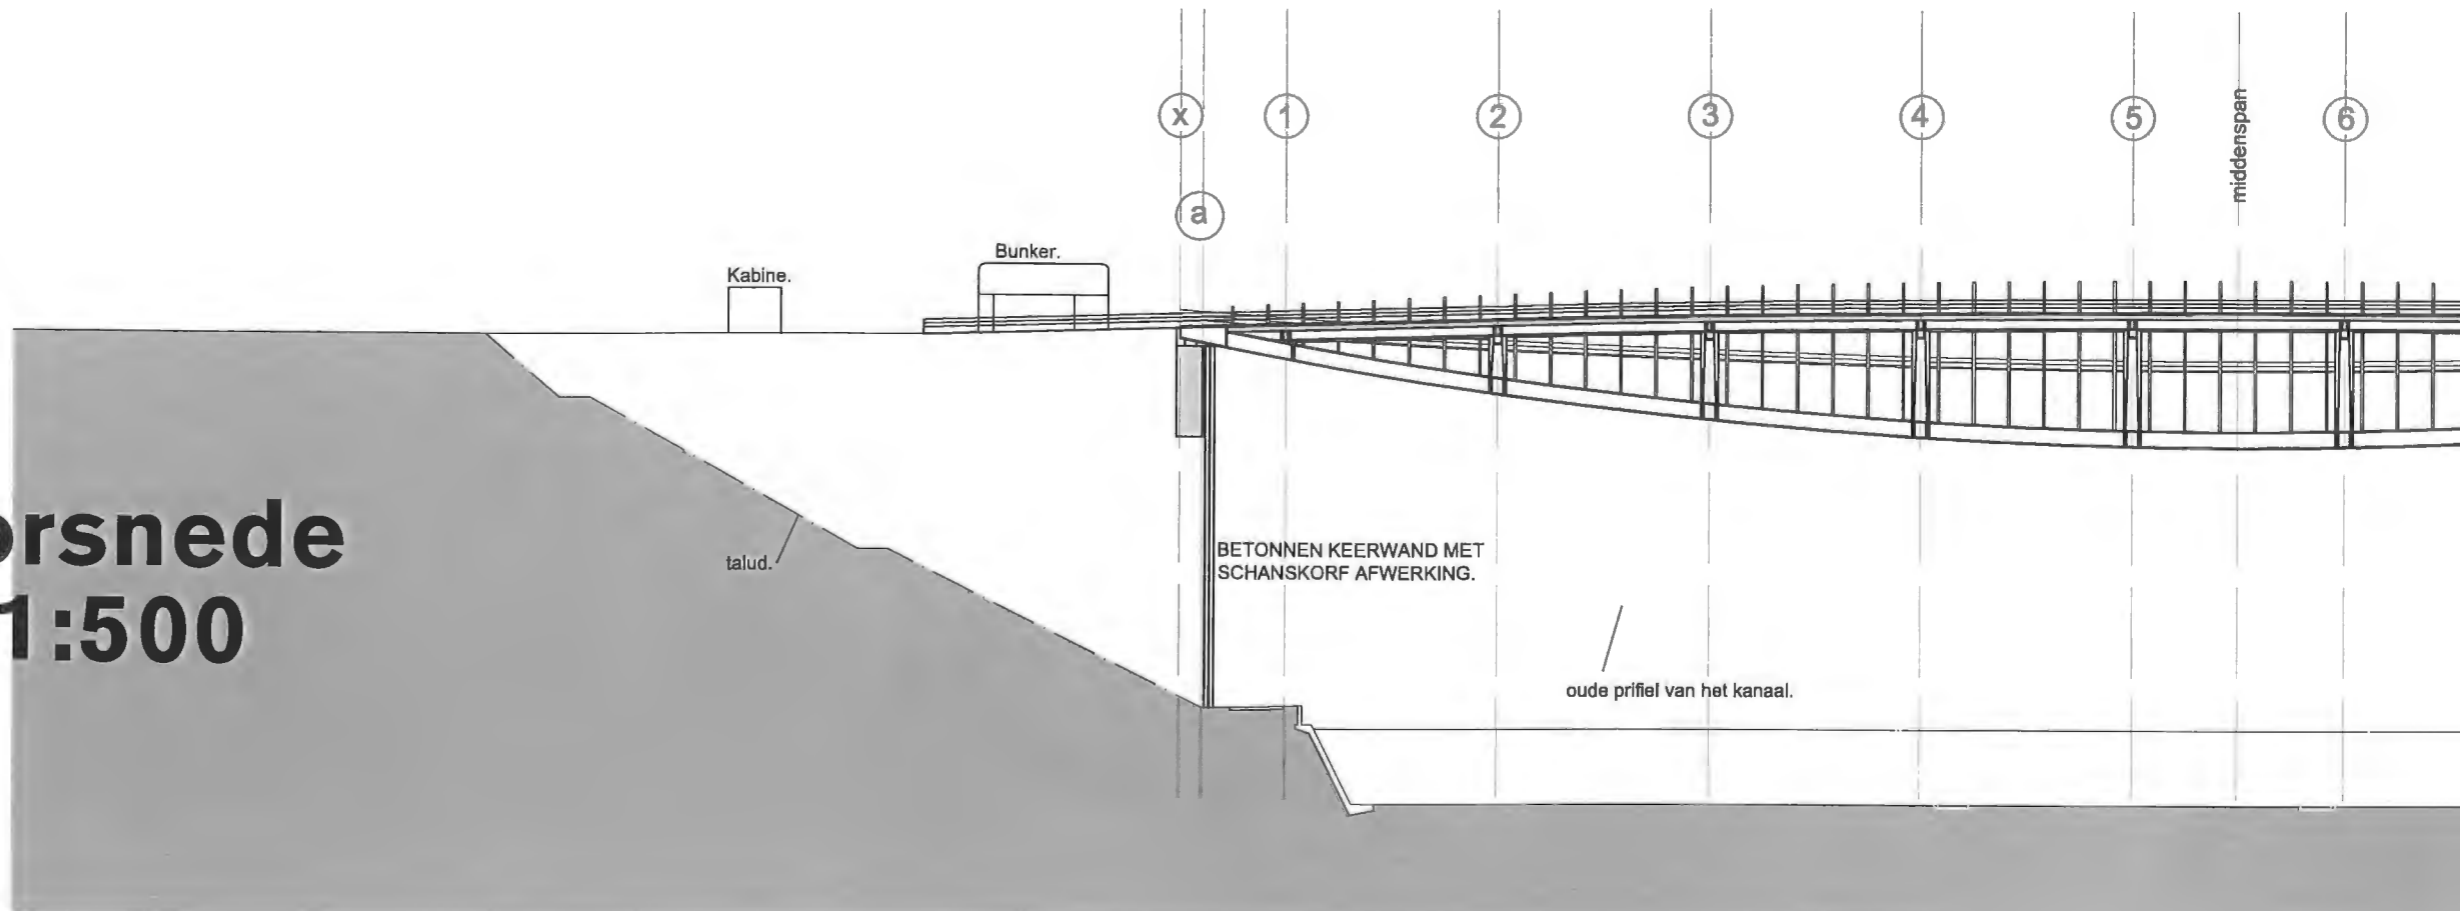 x
1
2
3
4
5
middenspan
6
a
Bunker.
Kabine.
orsnede
1:500
talud.
BETONNEN KEERWAND MET
SCHANSKORF AFWERKING.
oude prifiel van het kanaal.